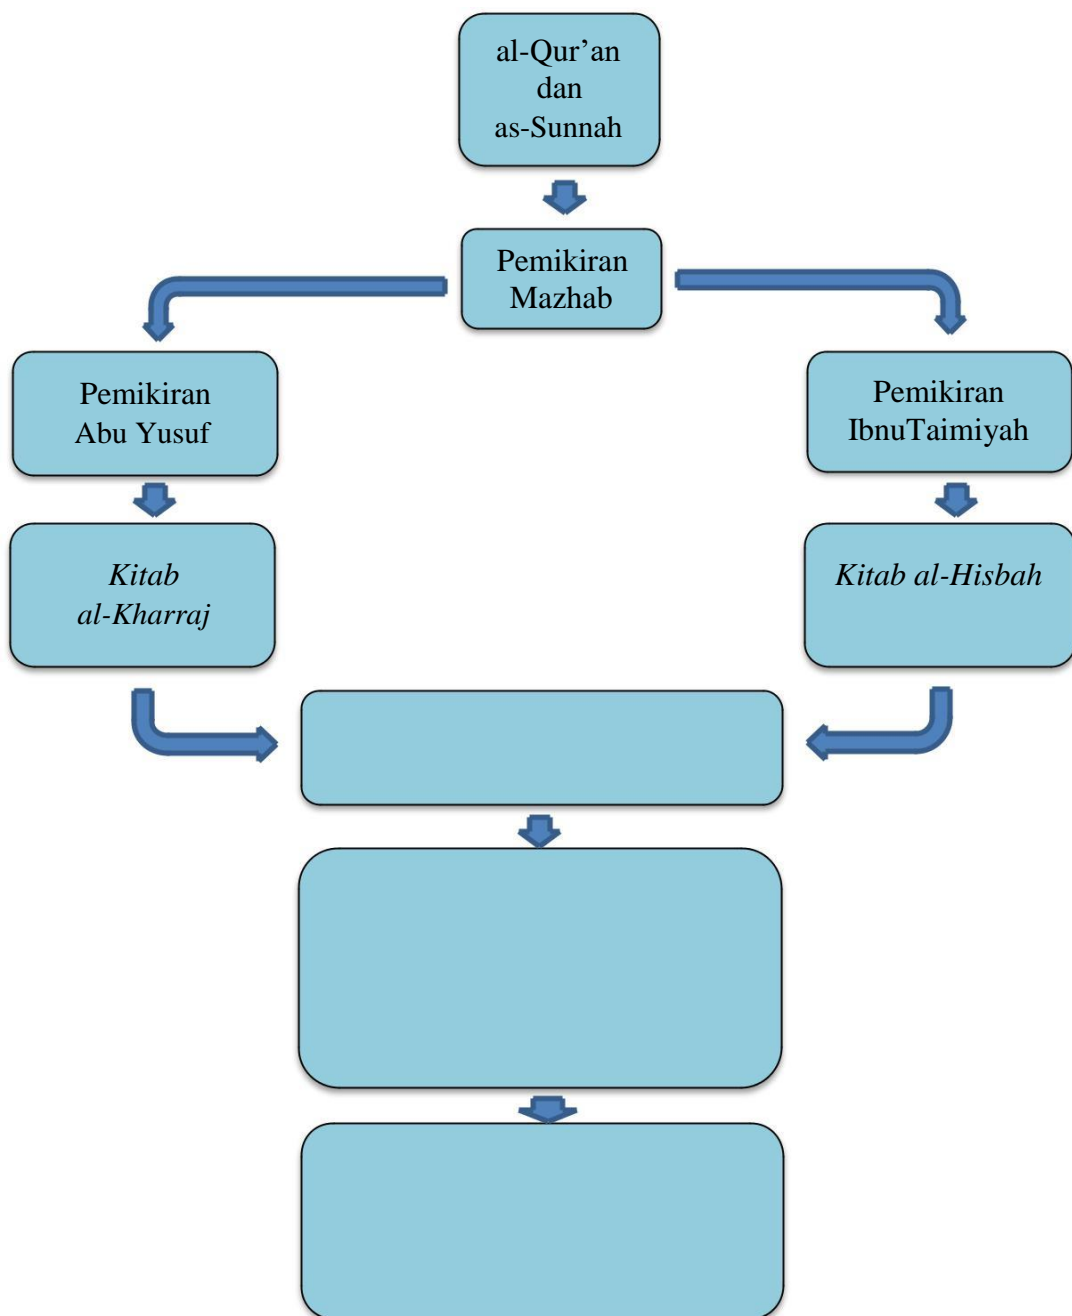 al-Qur’an
dan
as-Sunnah
Pemikiran
Mazhab
Pemikiran
Abu Yusuf
Pemikiran
IbnuTaimiyah
Kitab
al-Kharraj
Kitab al-Hisbah